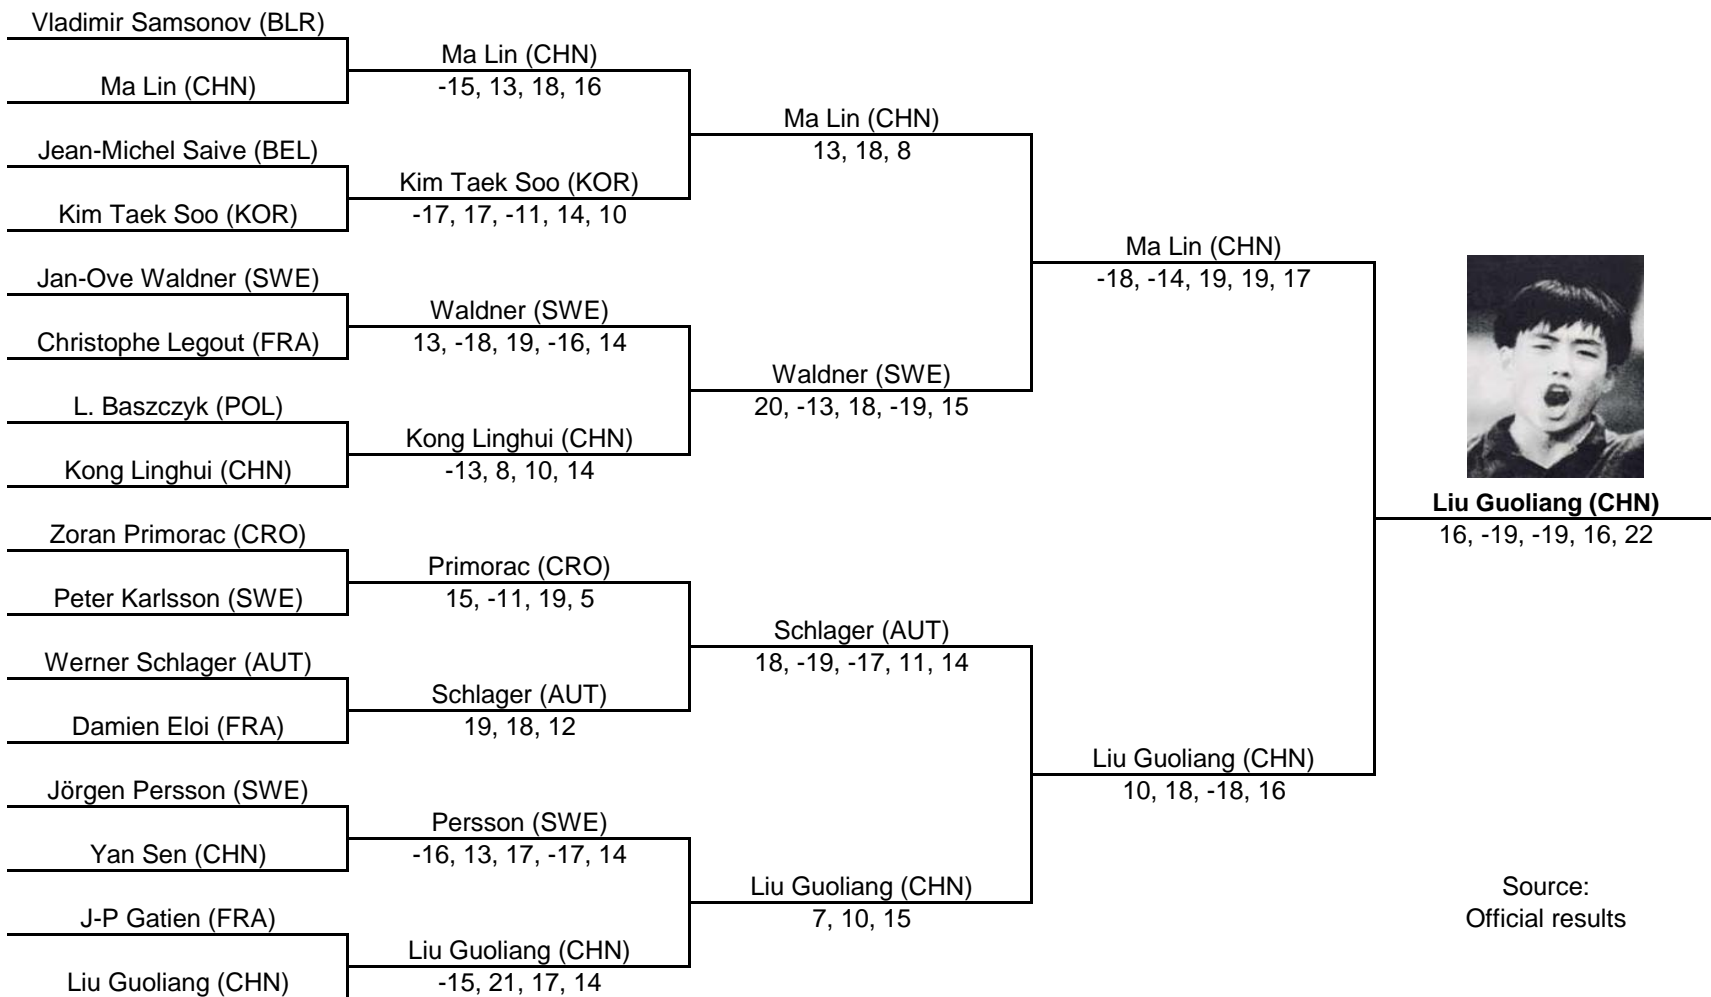 Vladimir Samsonov (BLR)
Ma Lin (CHN)
Jean-Michel Saive (BEL)
Kim Taek Soo (KOR)
Jan-Ove Waldner (SWE)
Christophe Legout (FRA)
L. Baszczyk (POL)
Kong Linghui (CHN)
Zoran Primorac (CRO)
Peter Karlsson (SWE)
Werner Schlager (AUT)
Damien Eloi (FRA)
Jörgen Persson (SWE)
Yan Sen (CHN)
J-P Gatien (FRA)
Liu Guoliang (CHN)
Ma Lin (CHN)
-15, 13, 18, 16
Kim Taek Soo (KOR)
-17, 17, -11, 14, 10
Waldner (SWE)
13, -18, 19, -16, 14
Kong Linghui (CHN)
-13, 8, 10, 14
Primorac (CRO)
15, -11, 19, 5
Schlager (AUT)
19, 18, 12
Persson (SWE)
-16, 13, 17, -17, 14
Liu Guoliang (CHN)
-15, 21, 17, 14
Ma Lin (CHN)
13, 18, 8
Waldner (SWE)
20, -13, 18, -19, 15
Schlager (AUT)
18, -19, -17, 11, 14
Liu Guoliang (CHN)
7, 10, 15
Ma Lin (CHN)
-18, -14, 19, 19, 17
Liu Guoliang (CHN)
10, 18, -18, 16
Liu Guoliang (CHN)
16, -19, -19, 16, 22
Source:
Official results